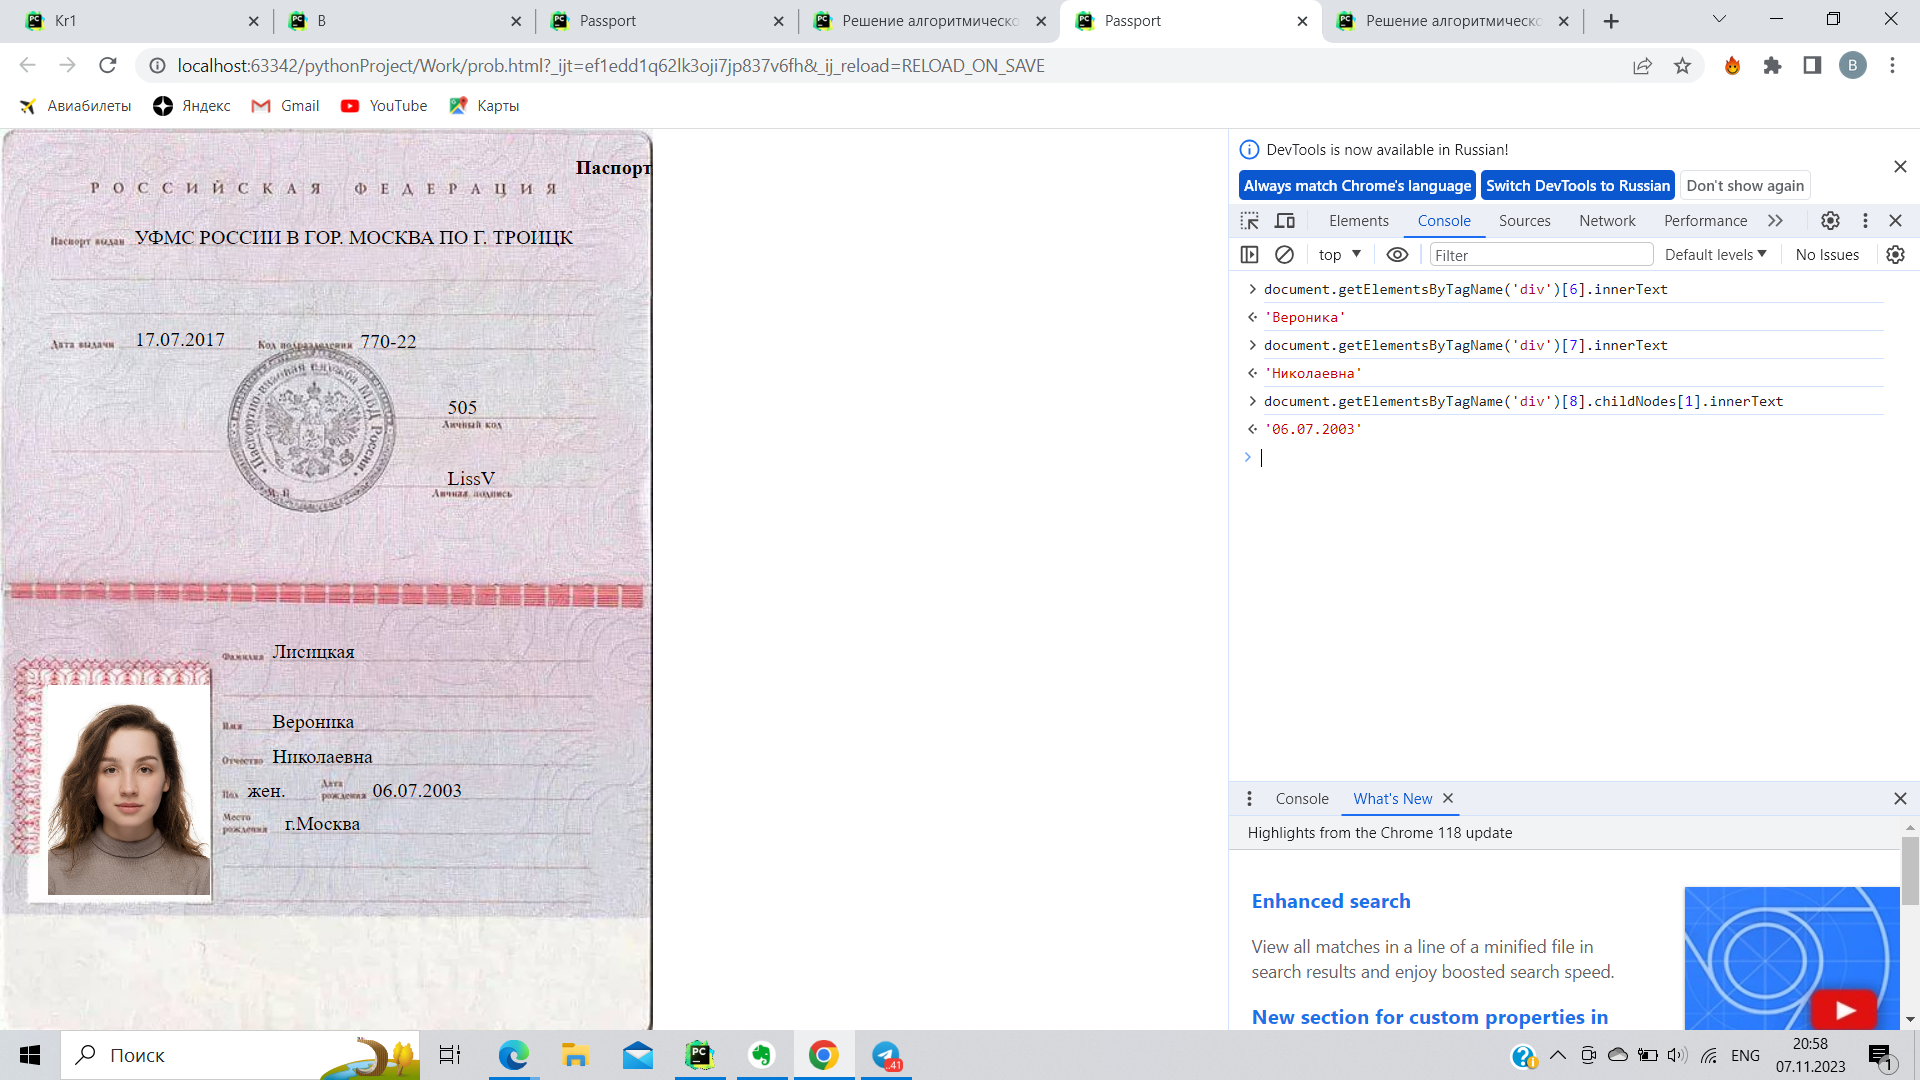 Kr1
B
Passport
Решение алгоритмическо
Passport
Решение алгоритмическо
localhost:63342/pythonProject/Work/prob.html?_ijt=ef1edd1q62lk3oji7jp837v6fh&_ij_reload=RELOAD_ON_SAVE
B
Авиабилеты
Яндекс
Gmail
YouTube
Карты
Паспорт
РОССИЙСКАЯ ФЕДЕРАЦИЯ
Паспорт выдан УФМС РОССИИ В ГОР. МОСКВА ПО Г. ТРОИЦК
Дата выдачи 17.07.2017 Код подразделения 770-22
Паспортно-визовая служба МВД России
505
Личный код
LissV
Личная подпись
М. П
Фамилия Лисицкая
Имя Вероника
Отчество Николаевна
Пол жен. Дата рождения 06.07.2003
Место рождения г.Москва
DevTools is now available in Russian!
Always match Chrome's language
Switch DevTools to Russian
Don't show again
Elements
Console
Sources
Network
Performance
top
Filter
Default levels
No Issues
document.getElementsByTagName('div')[6].innerText
'Вероника'
document.getElementsByTagName('div')[7].innerText
'Николаевна'
document.getElementsByTagName('div')[8].childNodes[1].innerText
'06.07.2003'
Console
What's New
Highlights from the Chrome 118 update
Enhanced search
View all matches in a line of a minified file in
search results and enjoy boosted search speed.
New section for custom properties in
Поиск
PC
41
ENG
20:58
07.11.2023
1